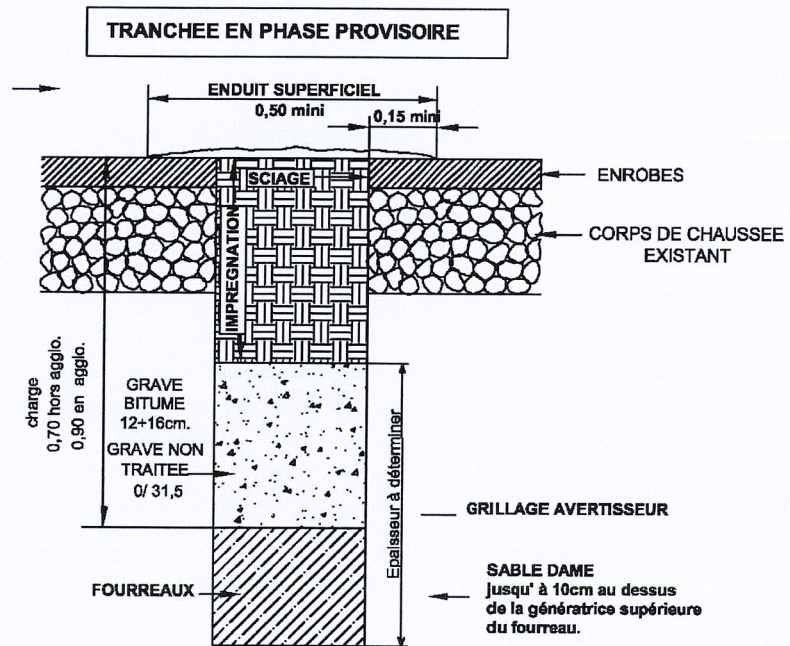 TRANCHEE EN PHASE PROVISOIRE
ENDUIT SUPERFICIEL
0,50 mini
0,15 mini
SCIAGE
IMPREGNATION
ENROBES
CORPS DE CHAUSSEE
EXISTANT
charge
0,70 hors agglo.
0,90 en agglo.
GRAVE
BITUME
12+16cm.
GRAVE NON
TRAITEE
0/ 31,5
Epaisseur à déterminer
GRILLAGE AVERTISSEUR
FOURREAUX
SABLE DAME
jusqu' à 10cm au dessus
de la génératrice supérieure
du fourreau.